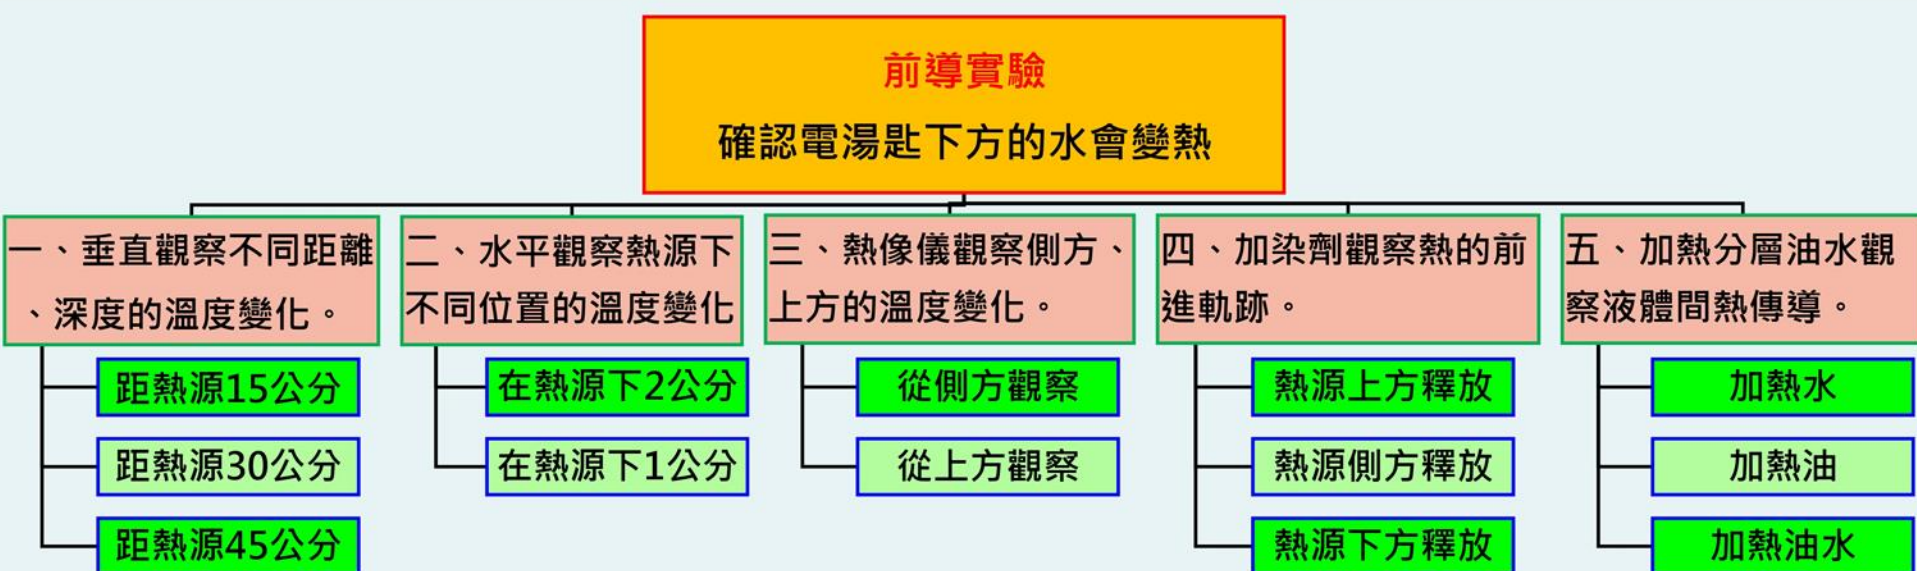 前導實驗
確認電湯匙下方的水會變熱
一、垂直觀察不同距離
、深度的溫度變化。
距熱源15公分
距熱源30公分
距熱源45公分
二、水平觀察熱源下
不同位置的溫度變化
在熱源下2公分
在熱源下1公分
三、熱像儀觀察側方、
上方的溫度變化。
從側方觀察
從上方觀察
四、加染劑觀察熱的前
進軌跡。
熱源上方釋放
熱源側方釋放
熱源下方釋放
五、加熱分層油水觀
察液體間熱傳導。
加熱水
加熱油
加熱油水